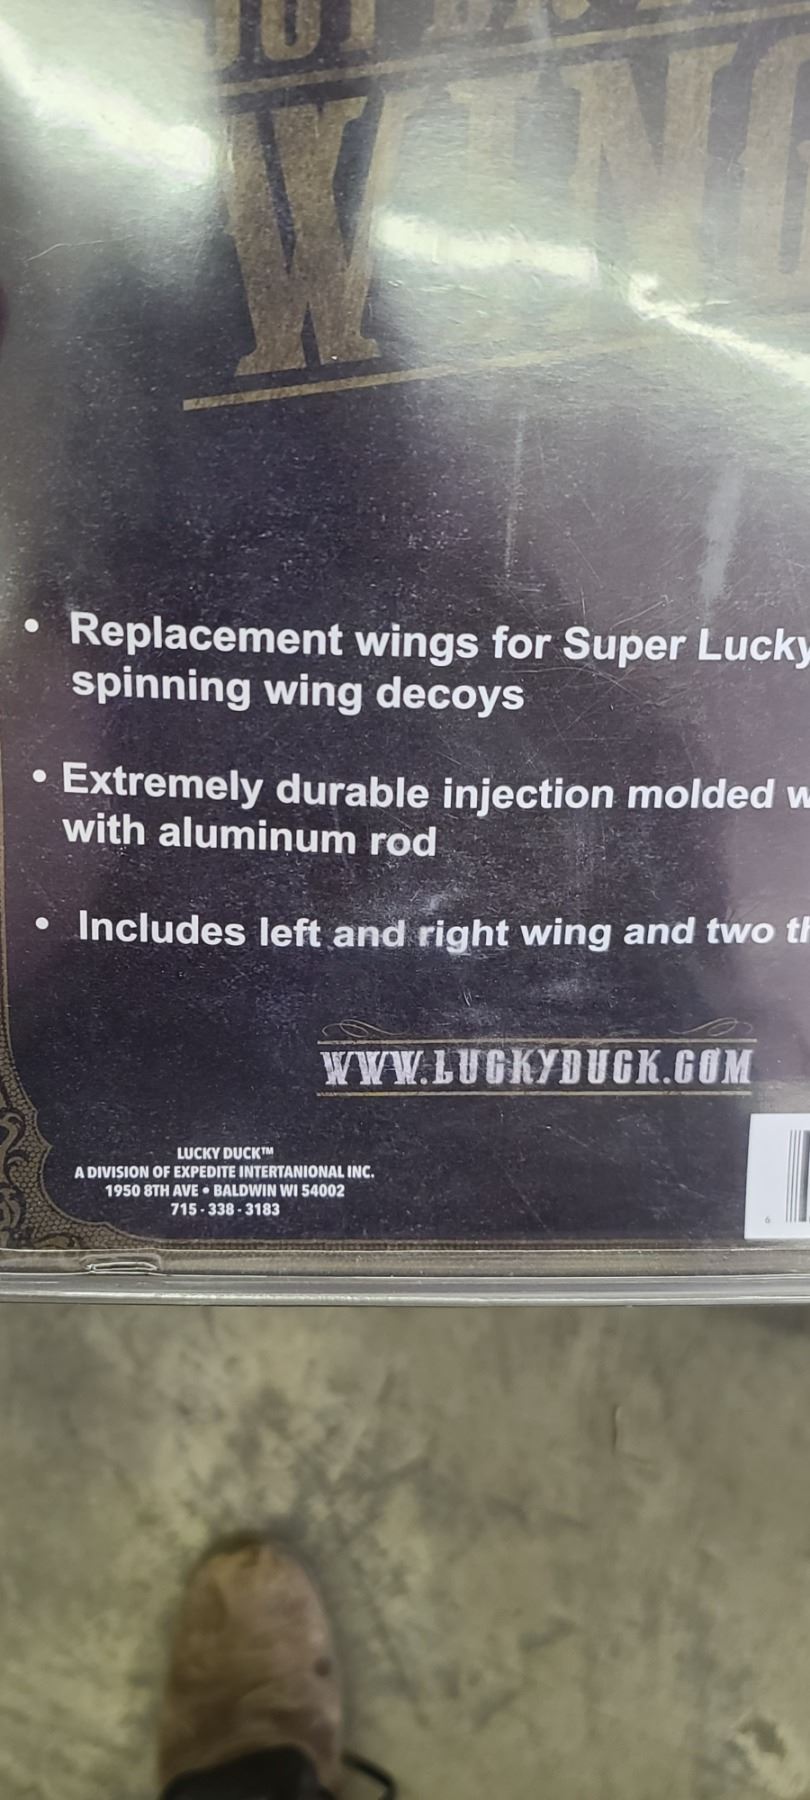 WING
Replacement wings for Super Lucky
spinning wing decoys
Extremely durable injection molded
with aluminum rod
Includes left and right wing and two
WWW.LUCKYDUCK.COM
LUCKY DUCK™
A DIVISION OF EXPEDITE INTERTANIONAL INC.
1950 8TH AVE • BALDWIN WI 54002
715 - 338 - 3183
6